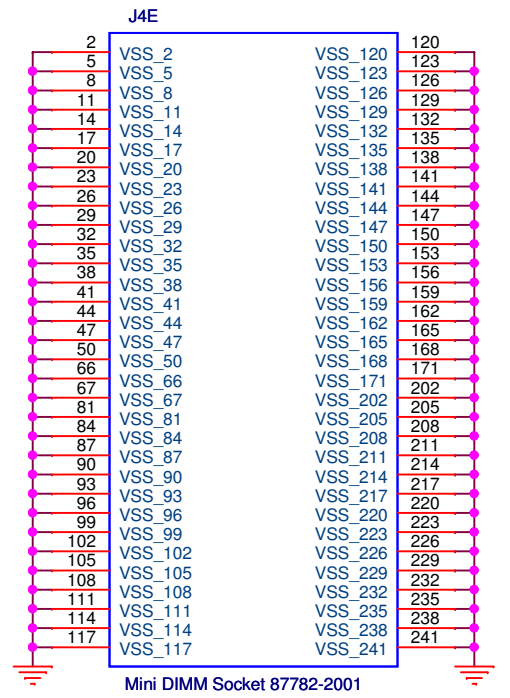 J4E
2 VSS_2 VSS_120 120
5 VSS_5 VSS_123 123
8 VSS_8 VSS_126 126
11 VSS_11 VSS_129 129
14 VSS_14 VSS_132 132
17 VSS_17 VSS_135 135
20 VSS_20 VSS_138 138
23 VSS_23 VSS_141 141
26 VSS_26 VSS_144 144
29 VSS_29 VSS_147 147
32 VSS_32 VSS_150 150
35 VSS_35 VSS_153 153
38 VSS_38 VSS_156 156
41 VSS_41 VSS_159 159
44 VSS_44 VSS_162 162
47 VSS_47 VSS_165 165
50 VSS_50 VSS_168 168
66 VSS_66 VSS_171 171
67 VSS_67 VSS_202 202
81 VSS_81 VSS_205 205
84 VSS_84 VSS_208 208
87 VSS_87 VSS_211 211
90 VSS_90 VSS_214 214
93 VSS_93 VSS_217 217
96 VSS_96 VSS_220 220
99 VSS_99 VSS_223 223
102 VSS_102 VSS_226 226
105 VSS_105 VSS_229 229
108 VSS_108 VSS_232 232
111 VSS_111 VSS_235 235
114 VSS_114 VSS_238 238
117 VSS_117 VSS_241 241
Mini DIMM Socket 87782-2001